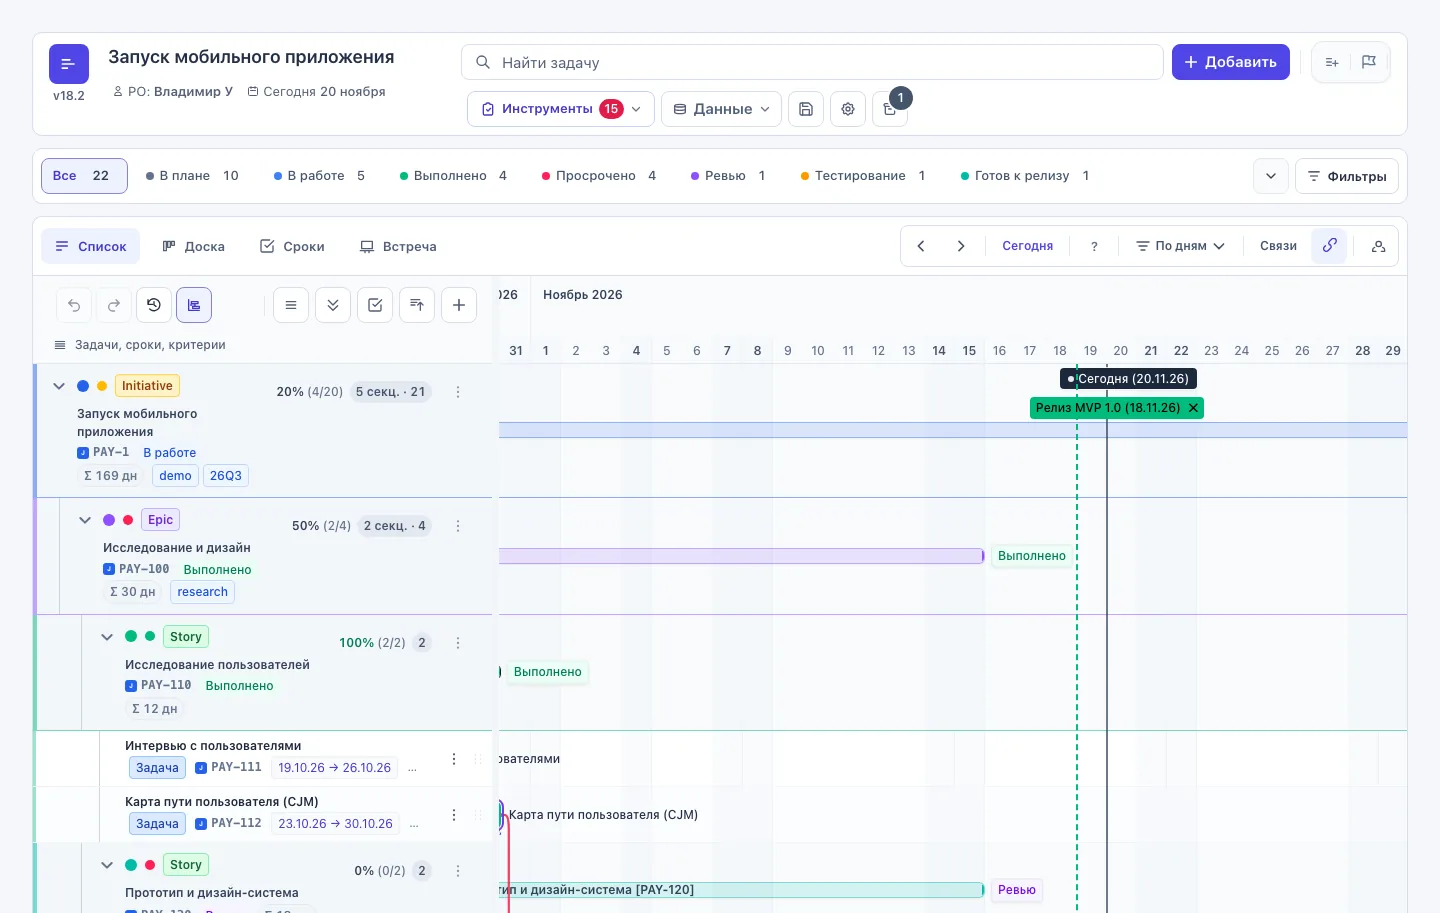 Запуск мобильного приложения
v18.2
PO: Владимир У
Сегодня 20 ноября
Найти задачу
Добавить
Инструменты 15
Данные
1
Все 22
В плане 10
В работе 5
Выполнено 4
Просрочено 4
Ревью 1
Тестирование 1
Готов к релизу 1
Фильтры
Список
Доска
Сроки
Встреча
Сегодня
?
По дням
Связи
Задачи, сроки, критерии
026
Ноябрь 2026
31 1 2 3 4 5 6 7 8 9 10 11 12 13 14 15 16 17 18 19 20 21 22 23 24 25 26 27 28 29
Сегодня (20.11.26)
Релиз MVP 1.0 (18.11.26) ✕
Initiative
20% (4/20)
5 секц. · 21
Запуск мобильного
приложения
PAY-1 В работе
Σ 169 дн demo 26Q3
Epic
50% (2/4)
2 секц. · 4
Исследование и дизайн
PAY-100 Выполнено
Σ 30 дн research
Выполнено
Story
100% (2/2) 2
Исследование пользователей
PAY-110 Выполнено
Σ 12 дн
Выполнено
Интервью с пользователями
Задача PAY-111 19.10.26 → 26.10.26 ...
ователями
Карта пути пользователя (CJM)
Задача PAY-112 23.10.26 → 30.10.26 ...
Карта пути пользователя (CJM)
Story
0% (0/2) 2
Прототип и дизайн-система
тип и дизайн-система [PAY-120]
Ревью